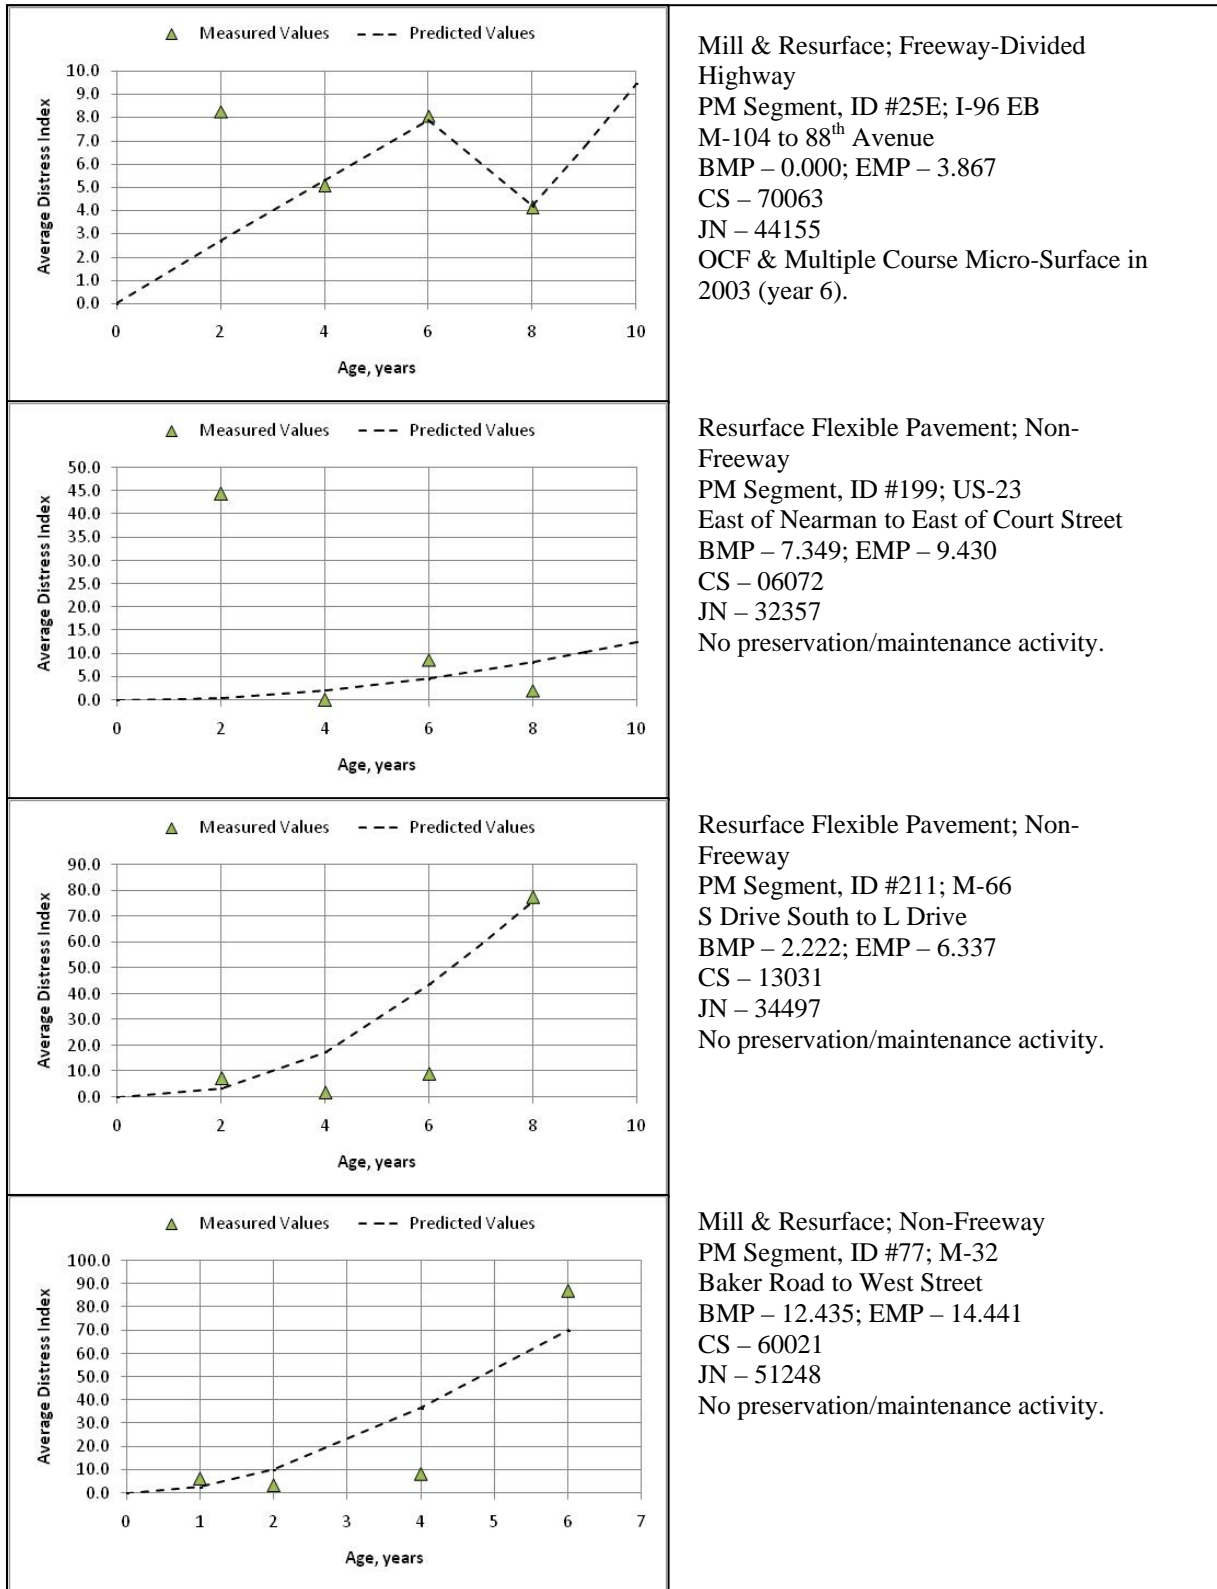 Measured Values Predicted Values
10.0
9.0
8.0
7.0
6.0
5.0
4.0
3.0
2.0
1.0
0.0
Average Distress Index
0 2 4 6 8 10
Age, years
Mill & Resurface; Freeway-Divided
Highway
PM Segment, ID #25E; I-96 EB
M-104 to 88th Avenue
BMP – 0.000; EMP – 3.867
CS – 70063
JN – 44155
OCF & Multiple Course Micro-Surface in
2003 (year 6).
Measured Values Predicted Values
50.0
45.0
40.0
35.0
30.0
25.0
20.0
15.0
10.0
5.0
0.0
Average Distress Index
0 2 4 6 8 10
Age, years
Resurface Flexible Pavement; Non-
Freeway
PM Segment, ID #199; US-23
East of Nearman to East of Court Street
BMP – 7.349; EMP – 9.430
CS – 06072
JN – 32357
No preservation/maintenance activity.
Measured Values Predicted Values
90.0
80.0
70.0
60.0
50.0
40.0
30.0
20.0
10.0
0.0
Average Distress Index
0 2 4 6 8 10
Age, years
Resurface Flexible Pavement; Non-
Freeway
PM Segment, ID #211; M-66
S Drive South to L Drive
BMP – 2.222; EMP – 6.337
CS – 13031
JN – 34497
No preservation/maintenance activity.
Measured Values Predicted Values
100.0
90.0
80.0
70.0
60.0
50.0
40.0
30.0
20.0
10.0
0.0
Average Distress Index
0 1 2 3 4 5 6 7
Age, years
Mill & Resurface; Non-Freeway
PM Segment, ID #77; M-32
Baker Road to West Street
BMP – 12.435; EMP – 14.441
CS – 60021
JN – 51248
No preservation/maintenance activity.